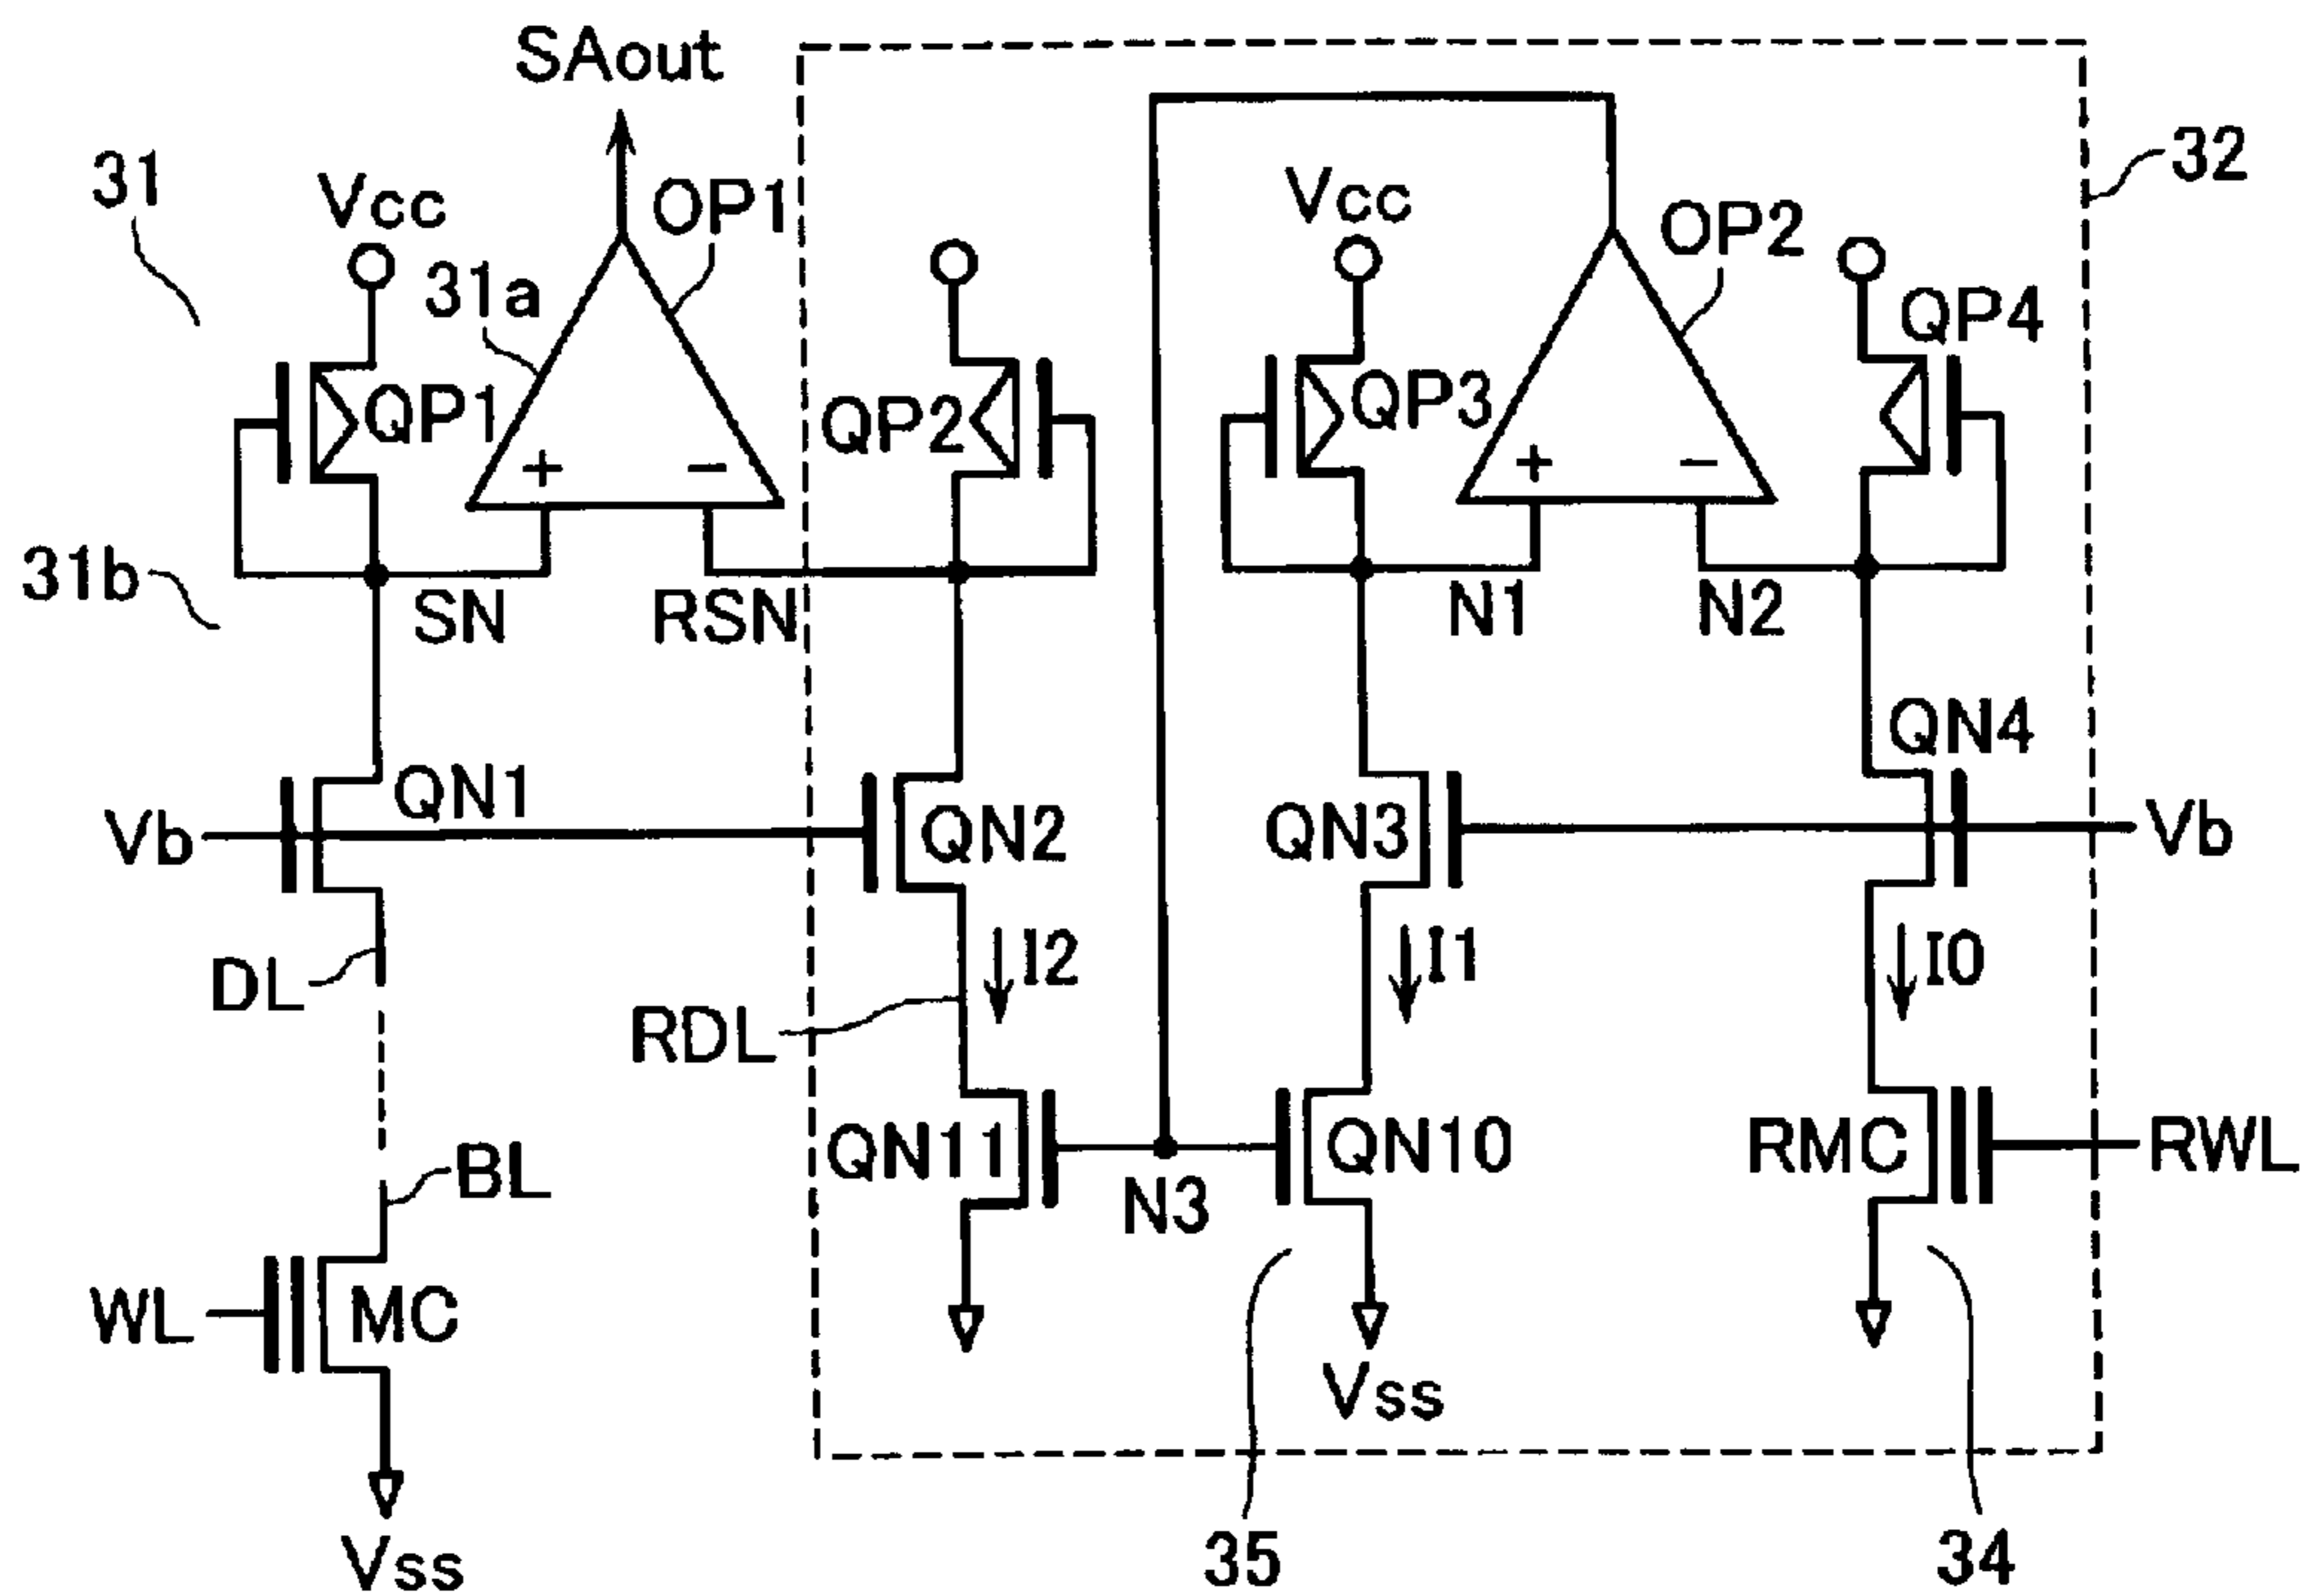 SAout
31
Vcc
OP1
31a
QP1
+
-
QP2
Vcc
QP3
OP2
+
-
QP4
32
31b
SN
RSN
N1
N2
Vb
QN1
QN2
QN3
QN4
Vb
DL
RDL
I2
I1
I0
BL
QN11
N3
QN10
RMC
RWL
WL
MC
Vss
Vss
35
34